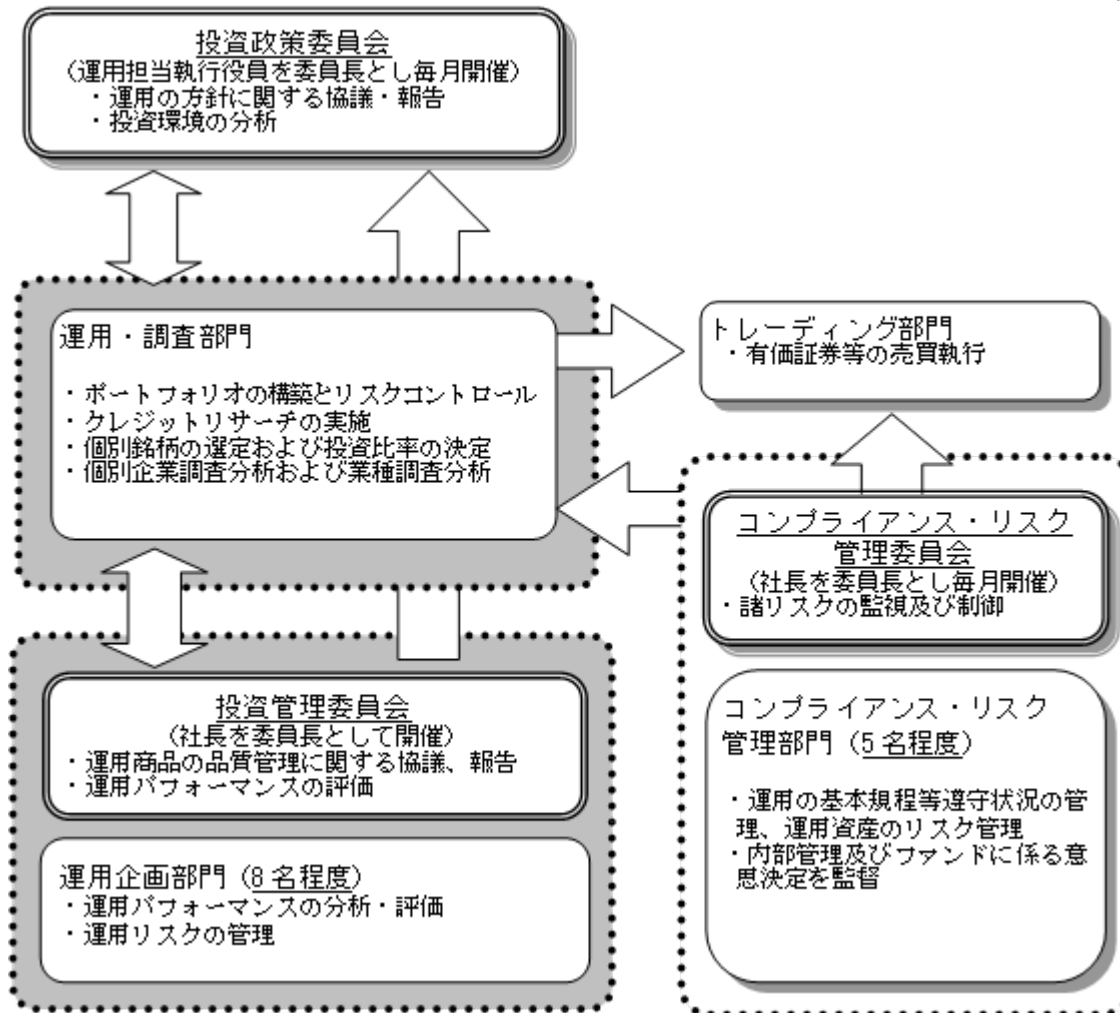 投資政策委員会
(運用担当執行役員を委員長とし毎月開催)
・運用の方針に関する協議・報告
・投資環境の分析
運用・調査部門
・ポートフォリオの構築とリスクコントロール
・クレジットリサーチの実施
・個別銘柄の選定および投資比率の決定
・個別企業調査分析および業種調査分析
トレーディング部門
・有価証券等の売買執行
コンプライアンス・リスク
管理委員会
(社長を委員長とし毎月開催)
・諸リスクの監視及び制御
投資管理委員会
(社長を委員長として開催)
・運用商品の品質管理に関する協議、報告
・運用パフォーマンスの評価
運用企画部門(8名程度)
・運用パフォーマンスの分析・評価
・運用リスクの管理
コンプライアンス・リスク
管理部門(5名程度)
・運用の基本規程等遵守状況の管
理、運用資産のリスク管理
・内部管理及びファンドに係る意
思決定を監督